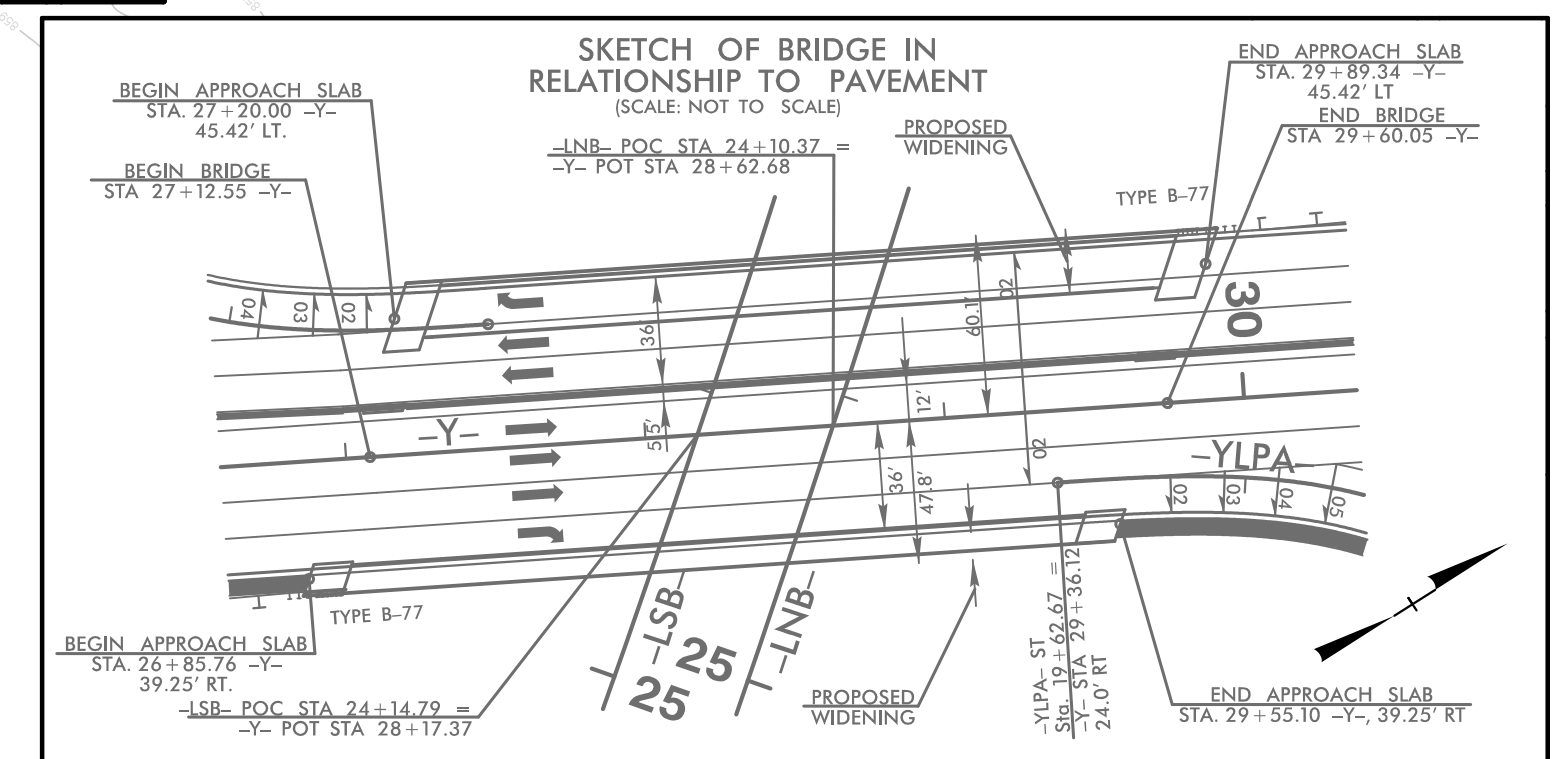 859
85
SKETCH OF BRIDGE IN
RELATIONSHIP TO PAVEMENT
(SCALE: NOT TO SCALE)
BEGIN APPROACH SLAB
STA. 27+20.00 -Y-
45.42' LT.
END APPROACH SLAB
STA. 29+89.34 -Y-
45.42' LT
BEGIN BRIDGE
STA 27+12.55 -Y-
-LNB- POC STA 24+10.37 =
-Y- POT STA 28+62.68
PROPOSED
WIDENING
END BRIDGE
STA 29+60.05 -Y-
TYPE B-77
04
03
02
36'
60.1'
02
30
5.5'
12'
-Y-
36'
47.8'
02
-YLPA-
02
03
04
05
TYPE B-77
-LSB-
25
25
-LNB-
BEGIN APPROACH SLAB
STA. 26+85.76 -Y-
39.25' RT.
-LSB- POC STA 24+14.79 =
-Y- POT STA 28+17.37
PROPOSED
WIDENING
-YLPA- ST
Sta. 19+62.67 =
-Y- STA 29+36.12
24.0' RT
END APPROACH SLAB
STA. 29+55.10 -Y-, 39.25' RT